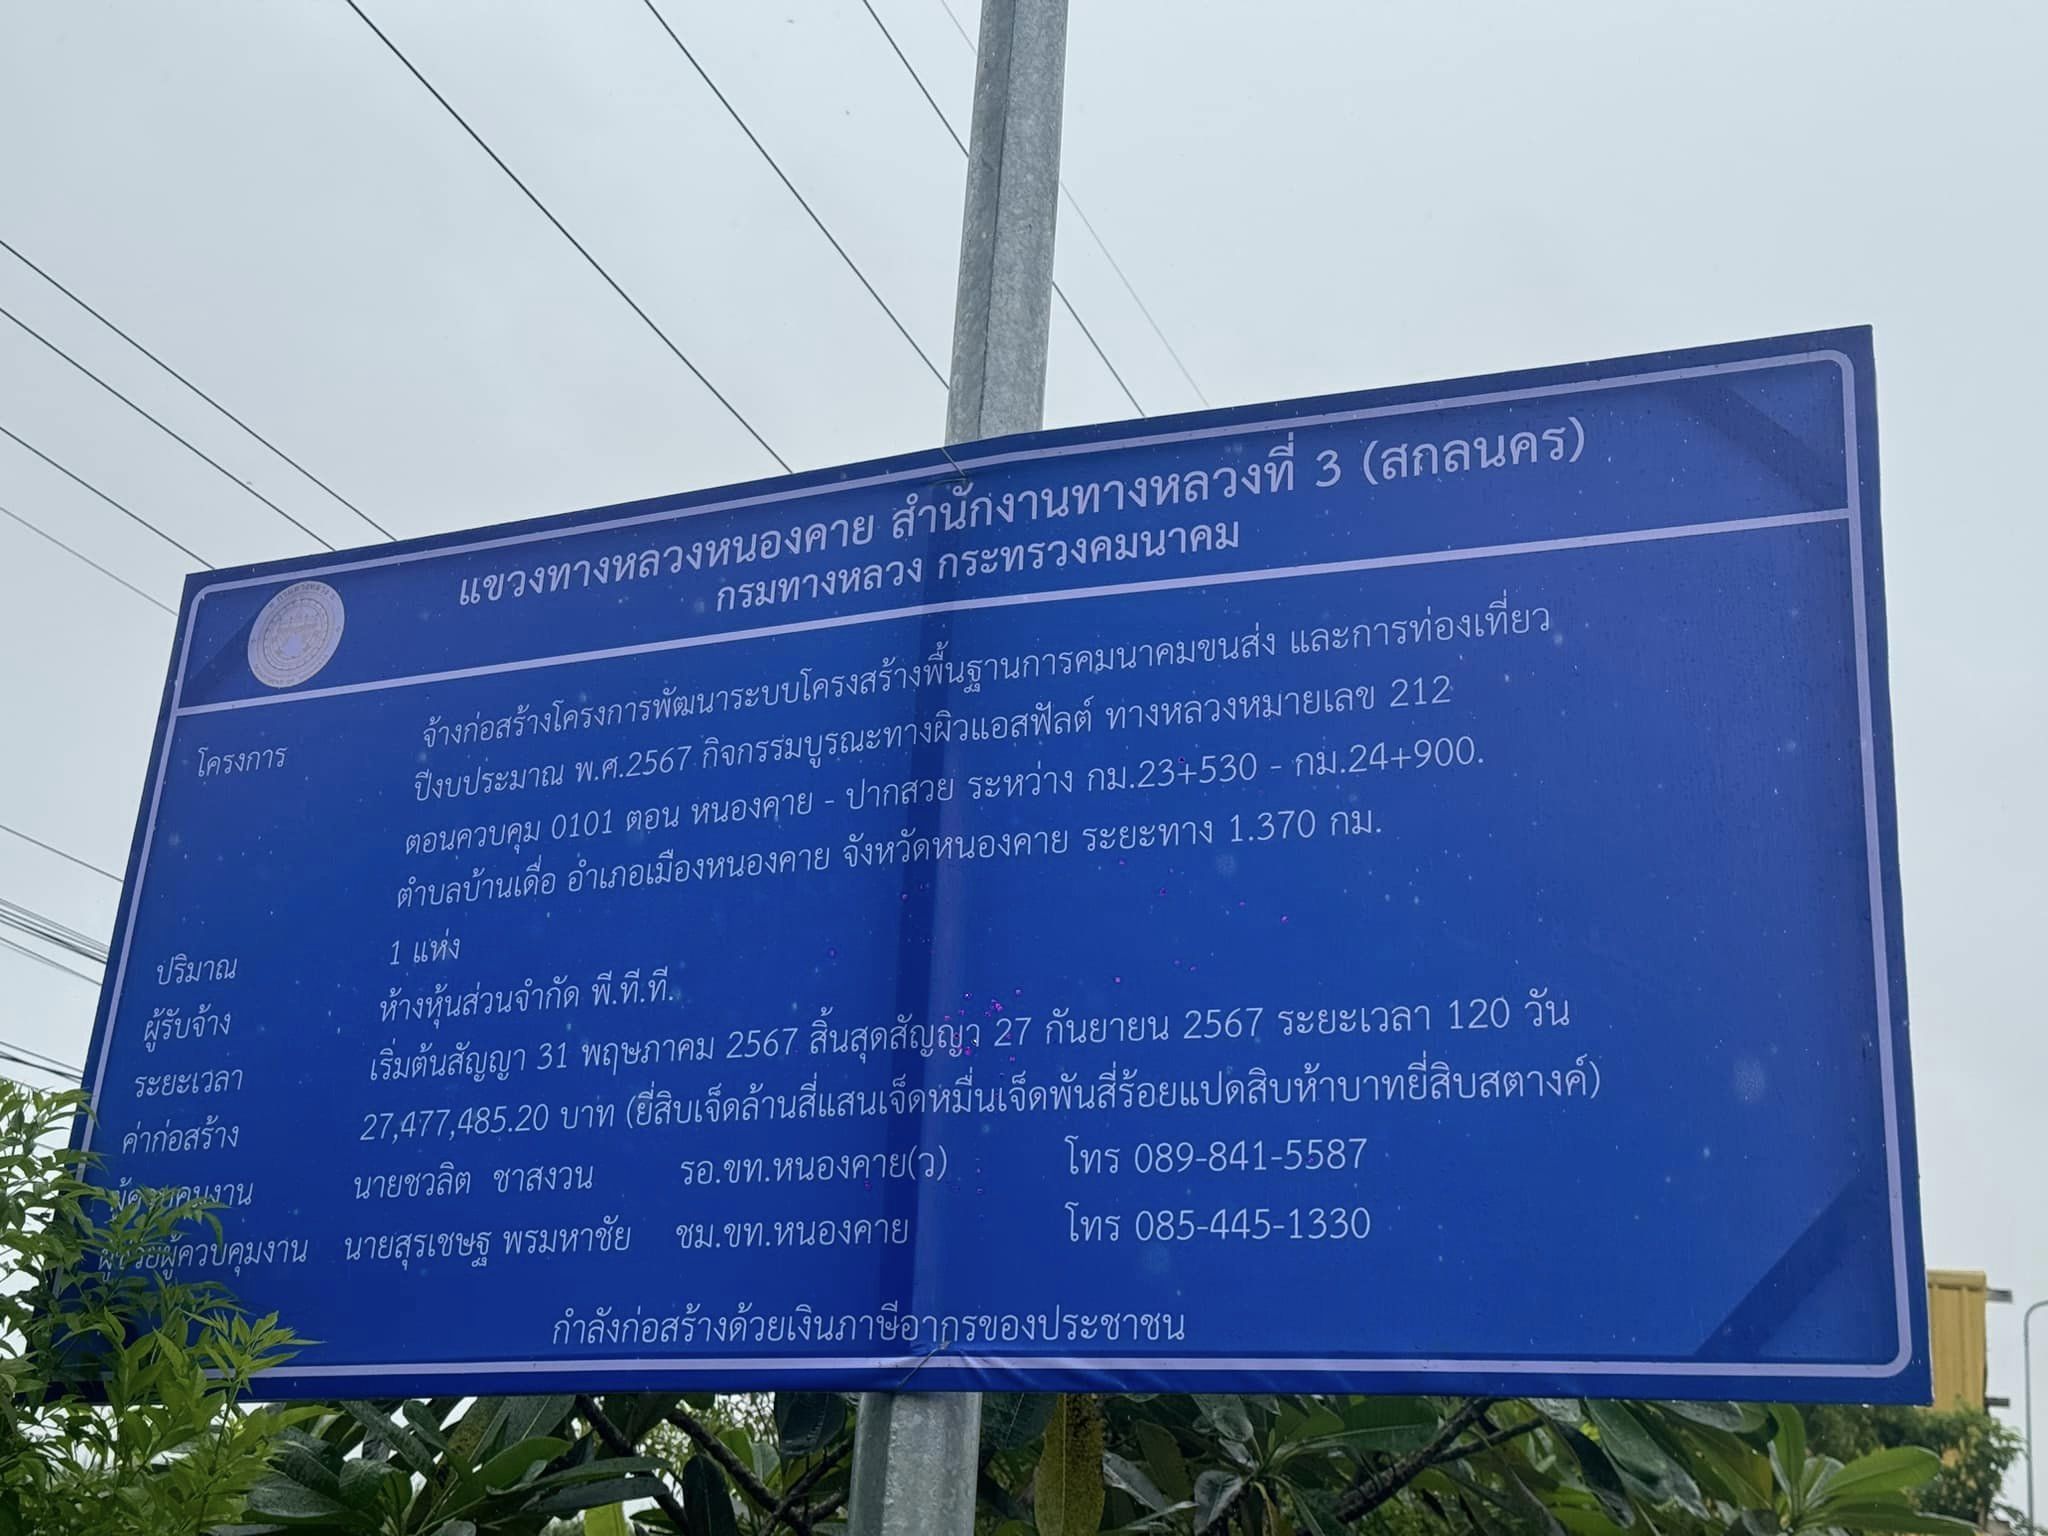 แขวงทางหลวงหนองคาย สำนักงานทางหลวงที่ 3 (สกลนคร)
กรมทางหลวง กระทรวงคมนาคม
โครงการ จ้างก่อสร้างโครงการพัฒนาระบบโครงสร้างพื้นฐานการคมนาคมขนส่ง และการท่องเที่ยว
ปีงบประมาณ พ.ศ.2567 กิจกรรมบูรณะทางผิวแอสฟัลต์ ทางหลวงหมายเลข 212
ตอนควบคุม 0101 ตอน หนองคาย - ปากสวย ระหว่าง กม.23+530 - กม.24+900.
ตำบลบ้านเดื่อ อำเภอเมืองหนองคาย จังหวัดหนองคาย ระยะทาง 1.370 กม.
ปริมาณ 1 แห่ง
ผู้รับจ้าง ห้างหุ้นส่วนจำกัด พี.ที.ที.
ระยะเวลา เริ่มต้นสัญญา 31 พฤษภาคม 2567 สิ้นสุดสัญญา 27 กันยายน 2567 ระยะเวลา 120 วัน
ค่าก่อสร้าง 27,477,485.20 บาท (ยี่สิบเจ็ดล้านสี่แสนเจ็ดหมื่นเจ็ดพันสี่ร้อยแปดสิบห้าบาทยี่สิบสตางค์)
ผู้ควบคุมงาน นายชวลิต ชาสงวน รอ.ขท.หนองคาย(ว) โทร 089-841-5587
ผู้ช่วยผู้ควบคุมงาน นายสุรเชษฐ พรมหาชัย ชม.ขท.หนองคาย โทร 085-445-1330
กำลังก่อสร้างด้วยเงินภาษีอากรของประชาชน